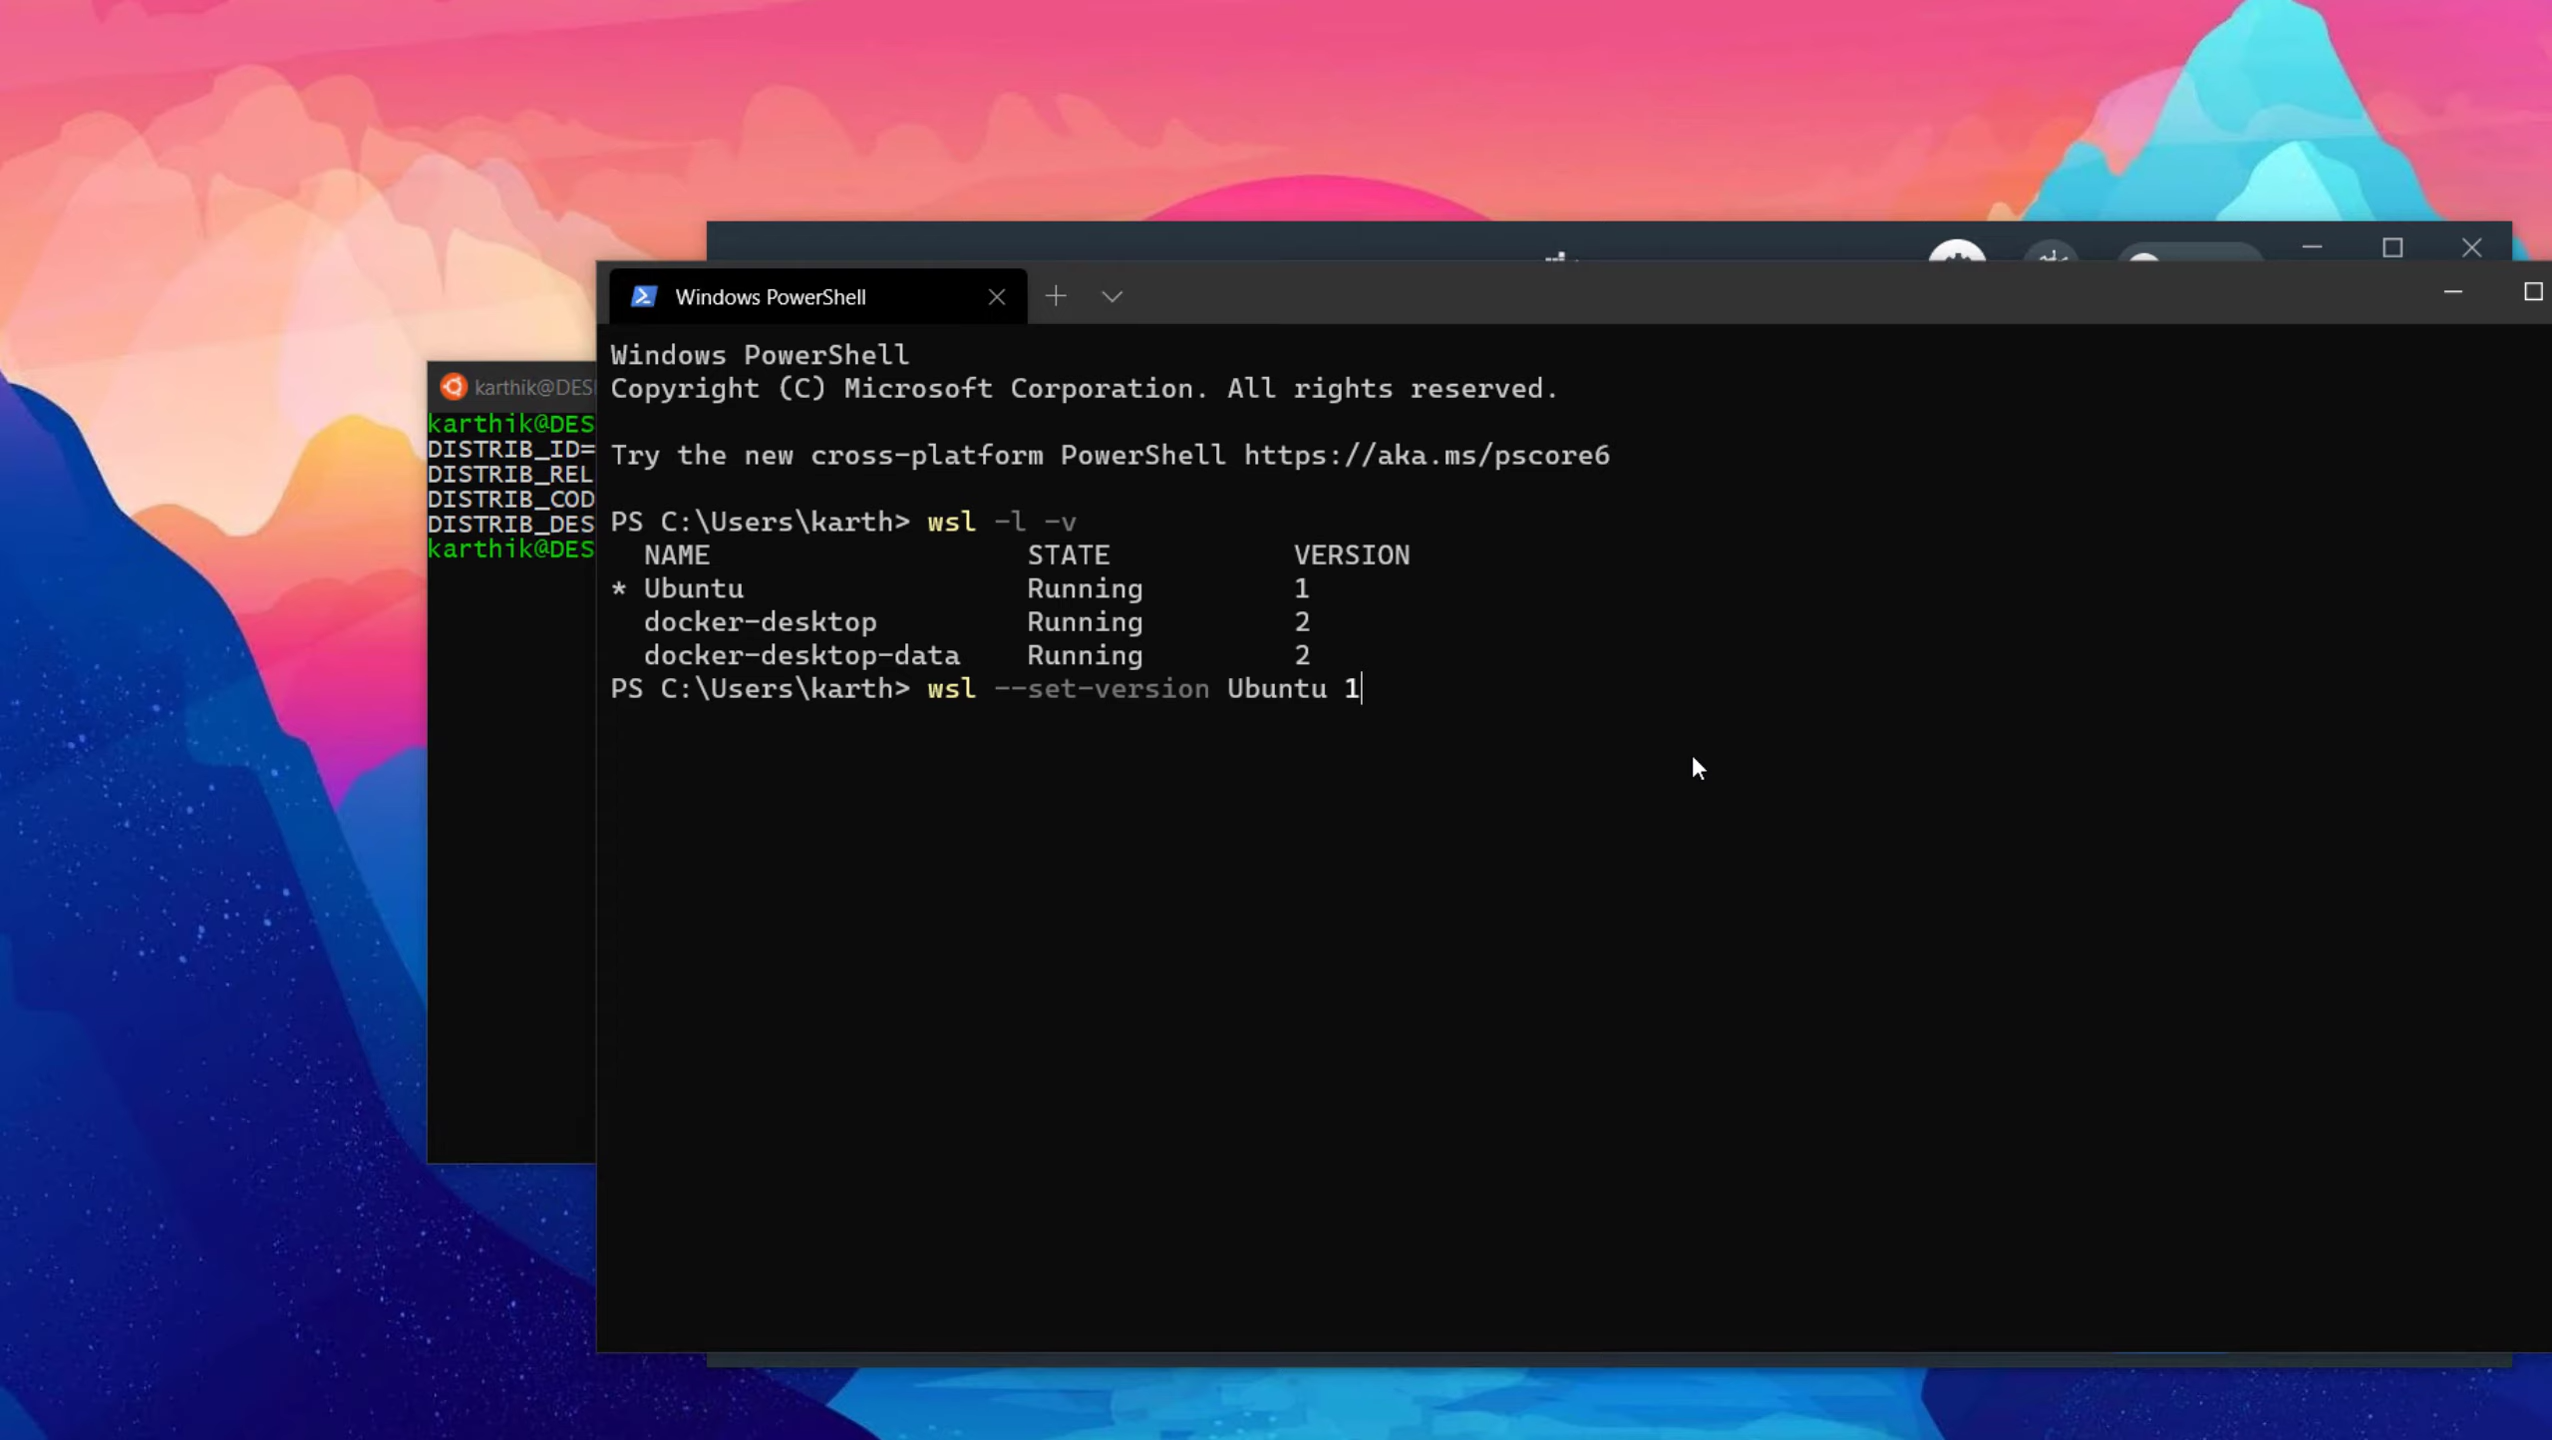 Windows PowerShell
karthik@DES
karthik@DES
DISTRIB_ID=
DISTRIB_REL
DISTRIB_COD
DISTRIB_DES
karthik@DES
Windows PowerShell
Copyright (C) Microsoft Corporation. All rights reserved.
Try the new cross-platform PowerShell https://aka.ms/pscore6
PS C:\Users\karth> wsl -l -v
  NAME                   STATE           VERSION
* Ubuntu                 Running         1
  docker-desktop         Running         2
  docker-desktop-data    Running         2
PS C:\Users\karth> wsl --set-version Ubuntu 1